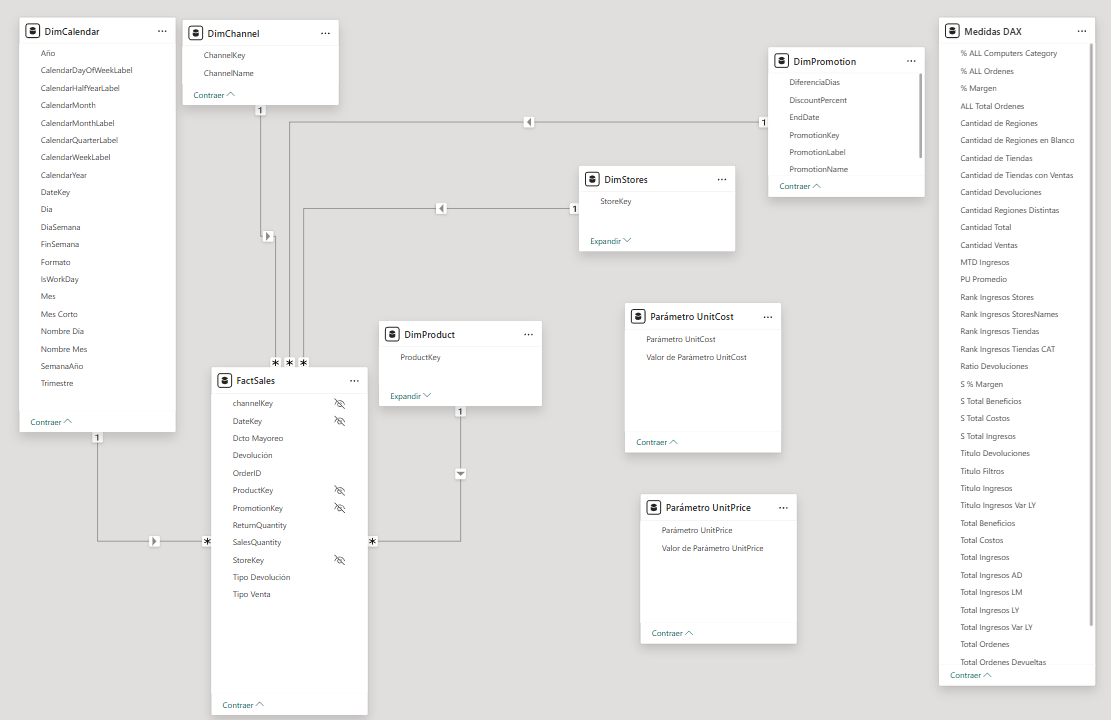 DimCalendar
Año
CalendarDayOfWeekLabel
CalendarHalfYearLabel
CalendarMonth
CalendarMonthLabel
CalendarQuarterLabel
CalendarWeekLabel
CalendarYear
DateKey
Dia
DiaSemana
FinSemana
Formato
IsWorkDay
Mes
Mes Corto
Nombre Dia
Nombre Mes
SemanaAño
Trimestre
Contraer
1
DimChannel
ChannelKey
ChannelName
Contraer
1
DimPromotion
DiferenciaDias
DiscountPercent
EndDate
PromotionKey
PromotionLabel
PromotionName
Contraer
1
DimStores
StoreKey
Expandir
1
DimProduct
ProductKey
Expandir
1
FactSales
channelKey
DateKey
Dcto Mayoreo
Devolución
OrderID
ProductKey
PromotionKey
ReturnQuantity
SalesQuantity
StoreKey
Tipo Devolución
Tipo Venta
Contraer
Parámetro UnitCost
Parámetro UnitCost
Valor de Parámetro UnitCost
Contraer
Parámetro UnitPrice
Parámetro UnitPrice
Valor de Parámetro UnitPrice
Contraer
Medidas DAX
% ALL Computers Category
% ALL Ordenes
% Margen
ALL Total Ordenes
Cantidad de Regiones
Cantidad de Regiones en Blanco
Cantidad de Tiendas
Cantidad de Tiendas con Ventas
Cantidad Devoluciones
Cantidad Regiones Distintas
Cantidad Total
Cantidad Ventas
MTD Ingresos
PU Promedio
Rank Ingresos Stores
Rank Ingresos StoresNames
Rank Ingresos Tiendas
Rank Ingresos Tiendas CAT
Ratio Devoluciones
S % Margen
S Total Beneficios
S Total Costos
S Total Ingresos
Titulo Devoluciones
Titulo Filtros
Titulo Ingresos
Titulo Ingresos Var LY
Total Beneficios
Total Costos
Total Ingresos
Total Ingresos AD
Total Ingresos LM
Total Ingresos LY
Total Ingresos Var LY
Total Ordenes
Total Ordenes Devueltas
Contraer